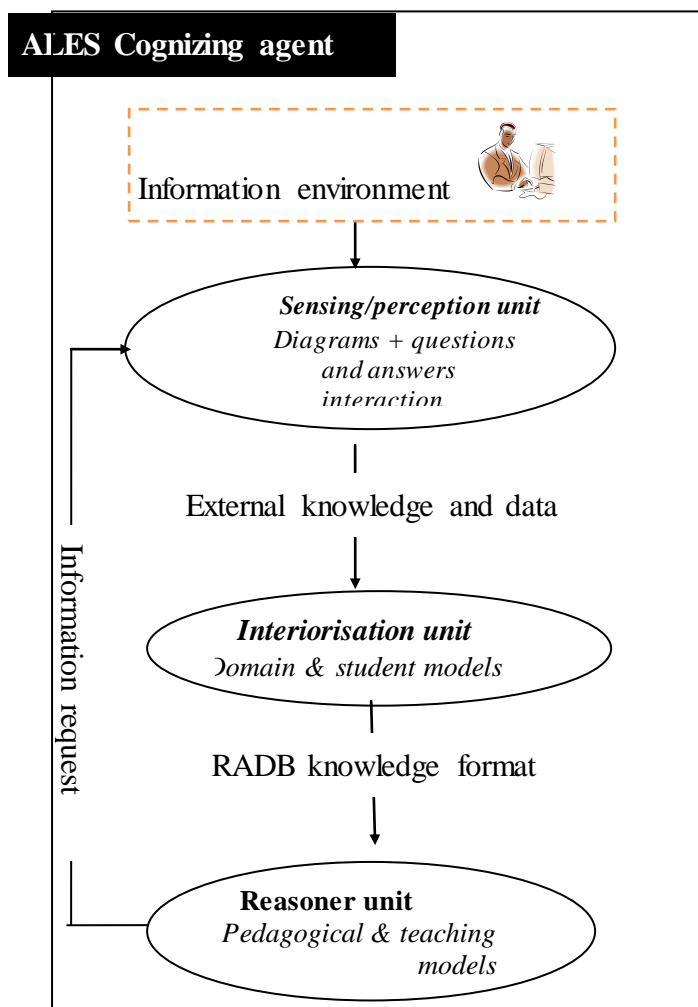 ALES Cognizing agent
Information environment
Sensing/perception unit
Diagrams + questions
and answers
interaction
External knowledge and data
Interiorisation unit
Domain & student models
RADB knowledge format
Information request
Reasoner unit
Pedagogical & teaching
models